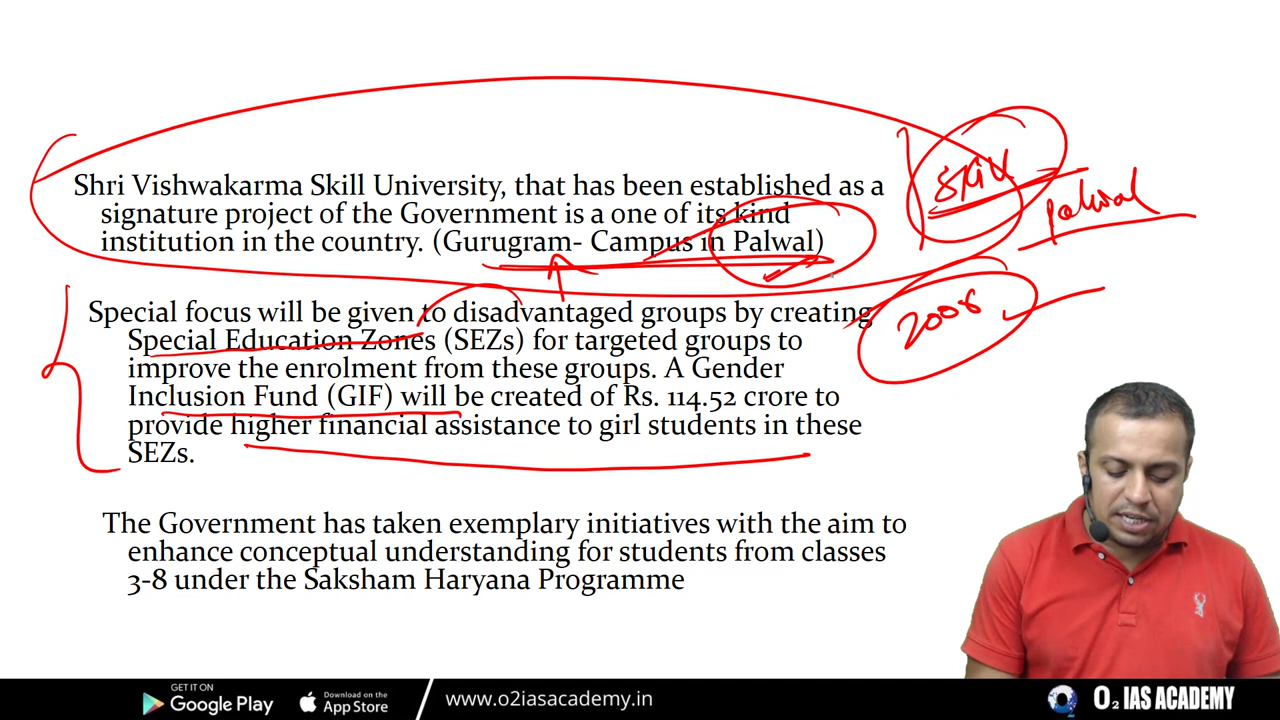 Shri Vishwakarma Skill University, that has been established as a
signature project of the Government is a one of its kind
institution in the country. (Gurugram- Campus in Palwal)
Skill
Palwal
Special focus will be given to disadvantaged groups by creating
Special Education Zones (SEZs) for targeted groups to
improve the enrolment from these groups. A Gender
Inclusion Fund (GIF) will be created of Rs. 114.52 crore to
provide higher financial assistance to girl students in these
SEZs.
2008
The Government has taken exemplary initiatives with the aim to
enhance conceptual understanding for students from classes
3-8 under the Saksham Haryana Programme
GET IT ON
Google Play
Download on the
App Store
www.o2iasacademy.in
O2 IAS ACADEMY